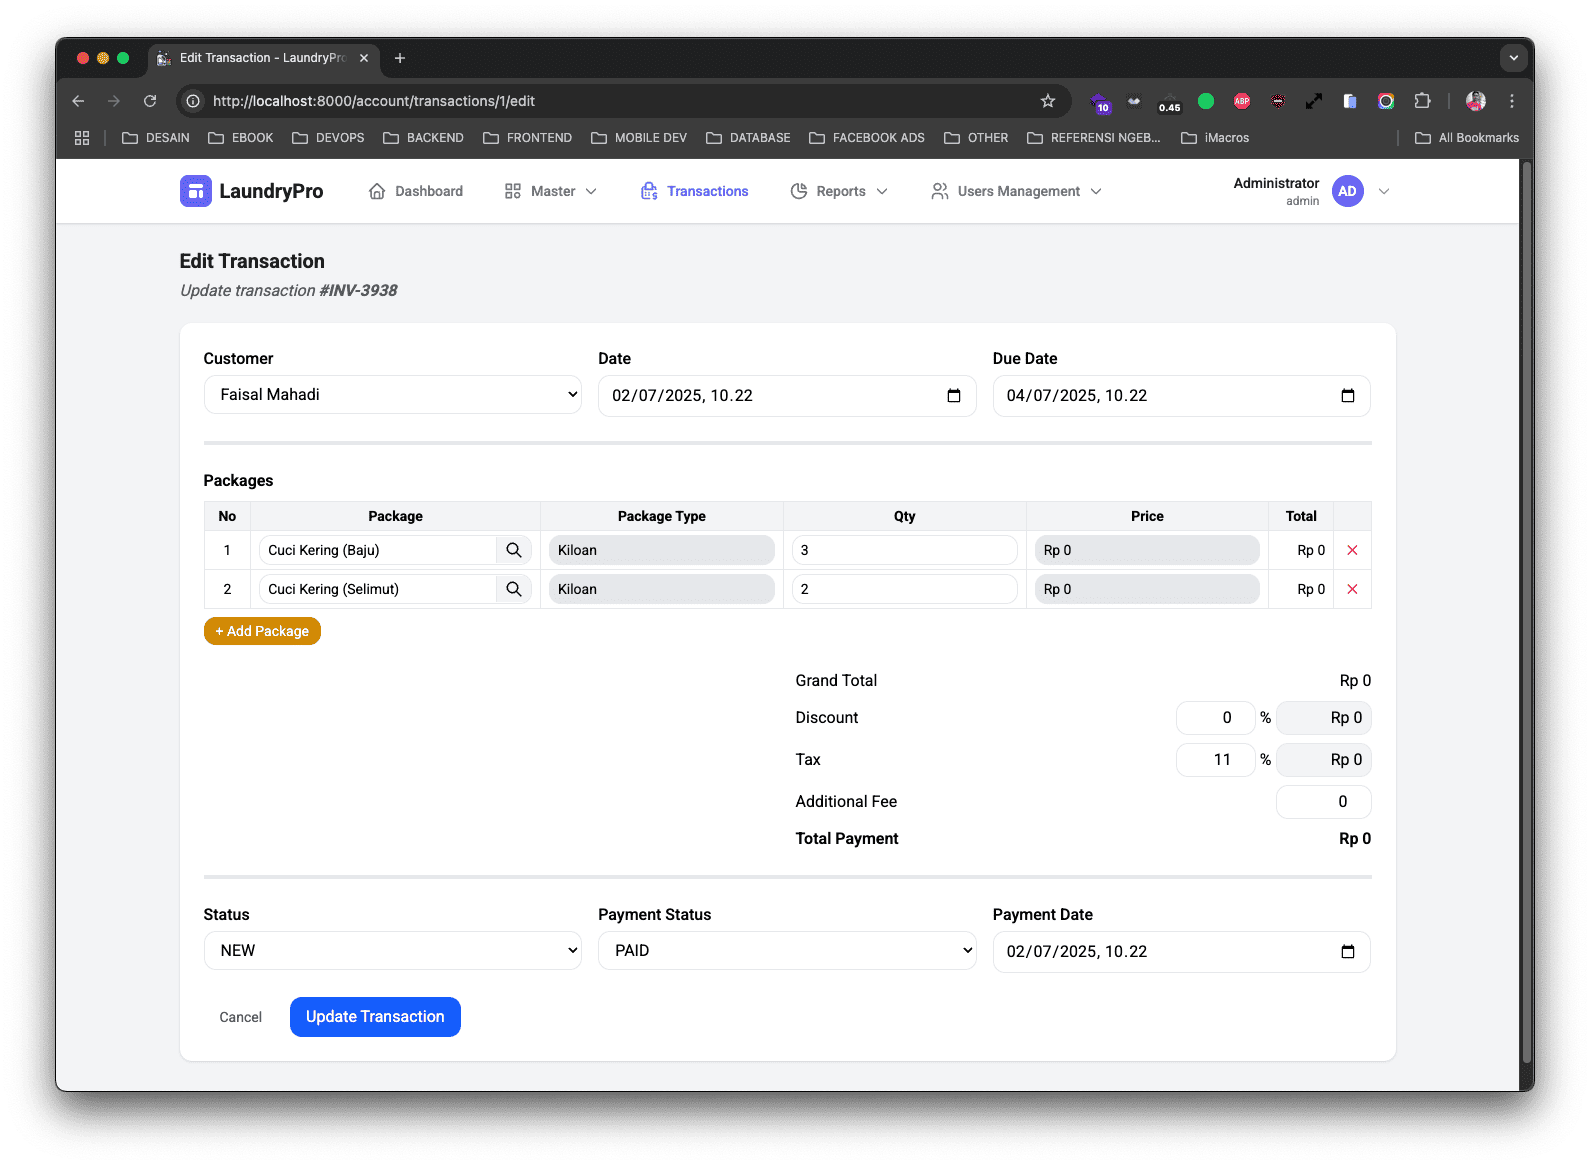 Edit Transaction - LaundryPro
http://localhost:8000/account/transactions/1/edit
10
0.45
ABP
DESAIN EBOOK DEVOPS BACKEND FRONTEND MOBILE DEV DATABASE FACEBOOK ADS OTHER REFERENSI NGEB... iMacros All Bookmarks
LaundryPro Dashboard Master Transactions Reports Users Management Administrator AD
admin
Edit Transaction
Update transaction #INV-3938
Customer Date Due Date
Faisal Mahadi 02/07/2025, 10.22 04/07/2025, 10.22
Packages
No Package Package Type Qty Price Total
1 Cuci Kering (Baju) Kiloan 3 Rp 0 Rp 0
2 Cuci Kering (Selimut) Kiloan 2 Rp 0 Rp 0
+ Add Package
Grand Total Rp 0
Discount 0 % Rp 0
Tax 11 % Rp 0
Additional Fee 0
Total Payment Rp 0
Status Payment Status Payment Date
NEW PAID 02/07/2025, 10.22
Cancel Update Transaction